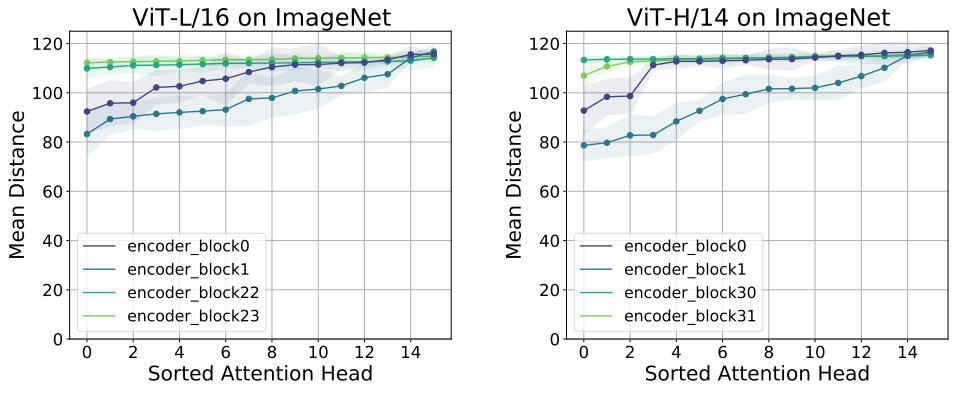 ViT-L/16 on ImageNet
120
100
80
60
40
20
0
Mean Distance
encoder_block0
encoder_block1
encoder_block22
encoder_block23
0 2 4 6 8 10 12 14
Sorted Attention Head
ViT-H/14 on ImageNet
120
100
80
60
40
20
0
Mean Distance
encoder_block0
encoder_block1
encoder_block30
encoder_block31
0 2 4 6 8 10 12 14
Sorted Attention Head